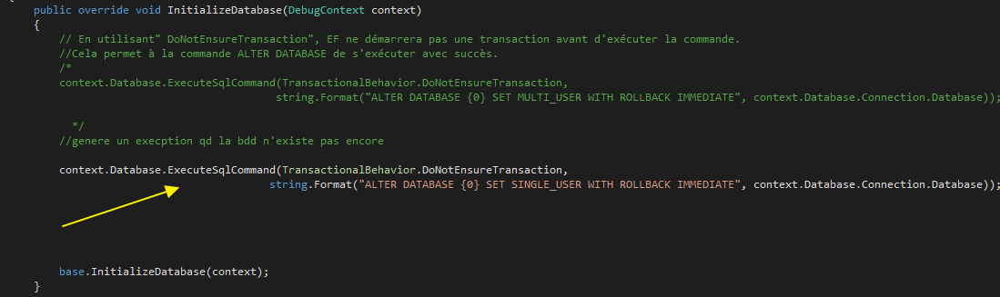 public override void InitializeDatabase(DebugContext context)
{
// En utilisant" DoNotEnsureTransaction", EF ne démarrera pas une transaction avant d'exécuter la commande.
//Cela permet à la commande ALTER DATABASE de s'exécuter avec succès.
/*
context.Database.ExecuteSqlCommand(TransactionalBehavior.DoNotEnsureTransaction,
string.Format("ALTER DATABASE {0} SET MULTI_USER WITH ROLLBACK IMMEDIATE", context.Database.Connection.Database));
*/
//genere un execption qd la bdd n'existe pas encore
context.Database.ExecuteSqlCommand(TransactionalBehavior.DoNotEnsureTransaction,
string.Format("ALTER DATABASE {0} SET SINGLE_USER WITH ROLLBACK IMMEDIATE", context.Database.Connection.Database));
base.InitializeDatabase(context);
}